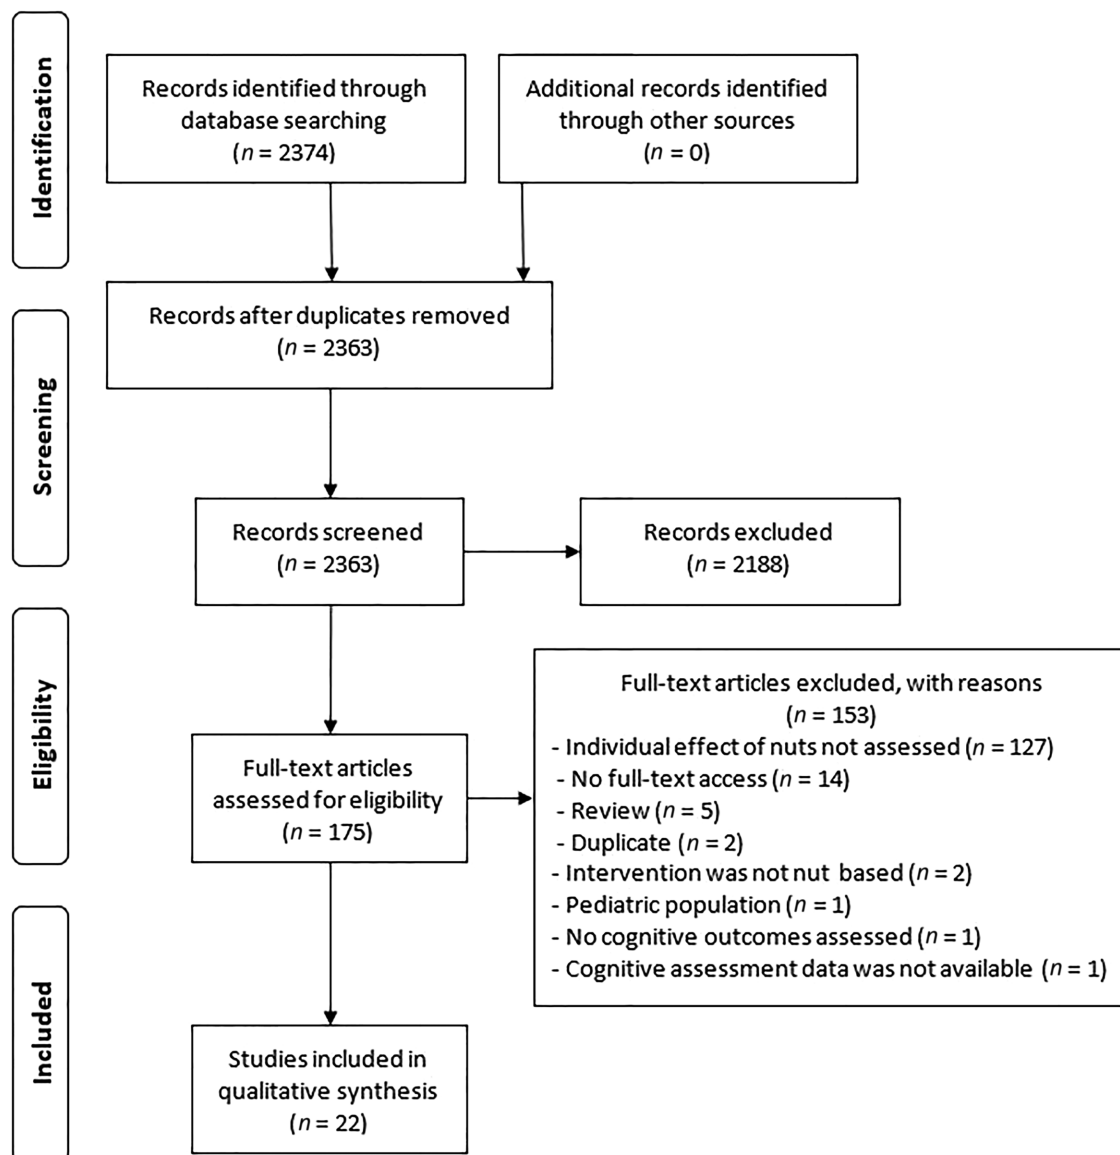 Identification
Records identified through
database searching
(n = 2374)
Additional records identified
through other sources
(n = 0)
Records after duplicates removed
(n = 2363)
Screening
Records screened
(n = 2363)
Records excluded
(n = 2188)
Eligibility
Full-text articles
assessed for eligibility
(n = 175)
Full-text articles excluded, with reasons
(n = 153)
- Individual effect of nuts not assessed (n = 127)
- No full-text access (n = 14)
- Review (n = 5)
- Duplicate (n = 2)
- Intervention was not nut based (n = 2)
- Pediatric population (n = 1)
- No cognitive outcomes assessed (n = 1)
- Cognitive assessment data was not available (n = 1)
Included
Studies included in
qualitative synthesis
(n = 22)